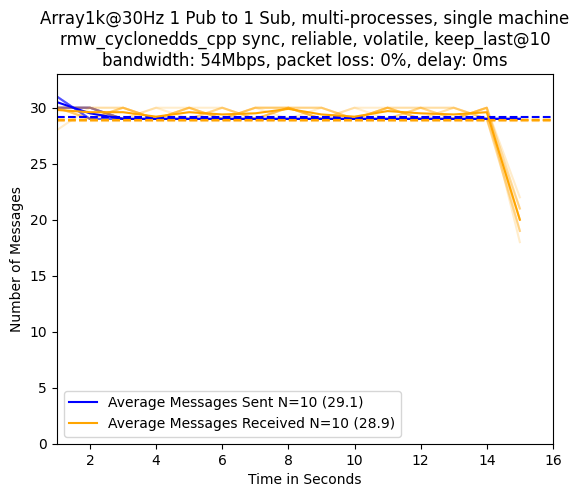 Array1k@30Hz 1 Pub to 1 Sub, multi-processes, single machine
rmw_cyclonedds_cpp sync, reliable, volatile, keep_last@10
bandwidth: 54Mbps, packet loss: 0%, delay: 0ms
30
25
20
15
10
5
0
Number of Messages
Average Messages Sent N=10 (29.1)
Average Messages Received N=10 (28.9)
2 4 6 8 10 12 14 16
Time in Seconds